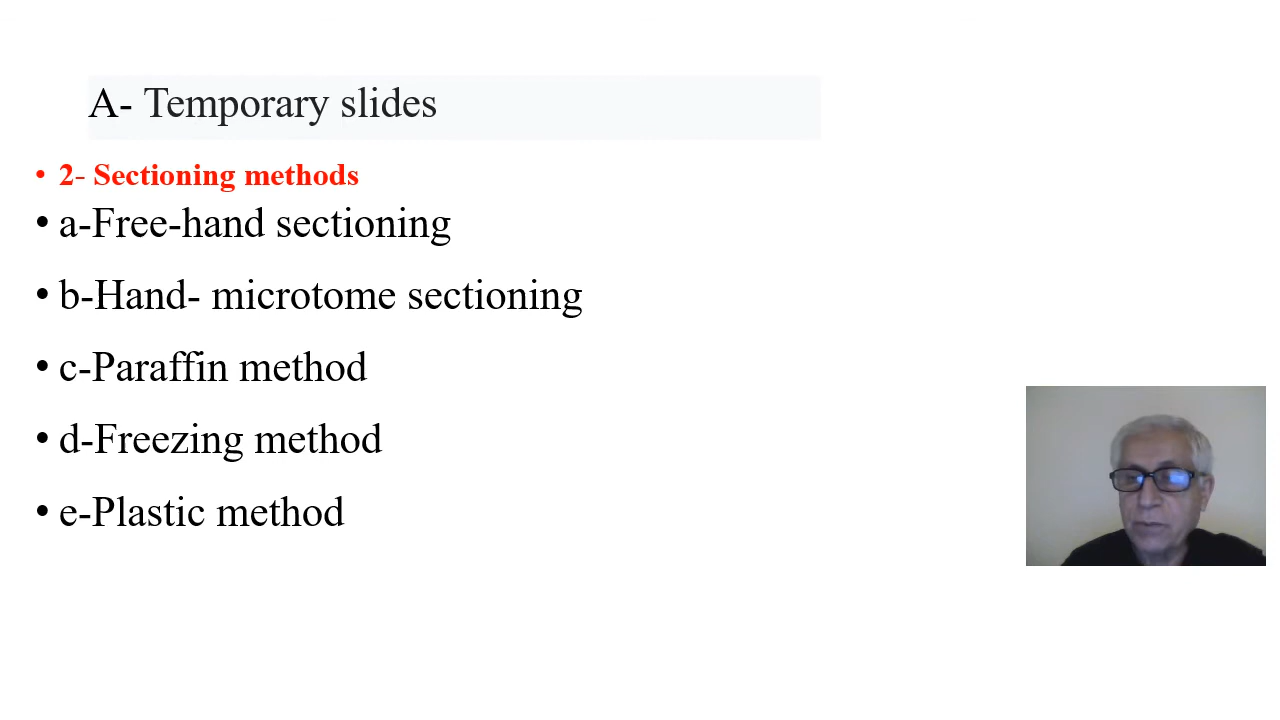 A- Temporary slides
• 2- Sectioning methods
• a-Free-hand sectioning
• b-Hand- microtome sectioning
• c-Paraffin method
• d-Freezing method
• e-Plastic method